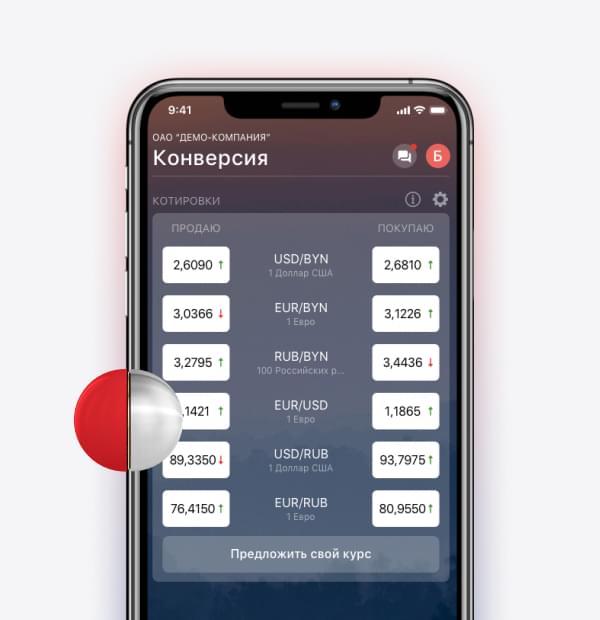 9:41
ОАО "ДЕМО-КОМПАНИЯ"
Конверсия
Б
КОТИРОВКИ
ПРОДАЮ ПОКУПАЮ
2,6090 ↑ USD/BYN 2,6810 ↑
1 Доллар США
3,0366 ↓ EUR/BYN 3,1226 ↑
1 Евро
3,2795 ↑ RUB/BYN 3,4436 ↓
100 Российских р...
,1421 ↑ EUR/USD 1,1865 ↑
1 Евро
89,3350 ↓ USD/RUB 93,7975 ↑
1 Доллар США
76,4150 ↑ EUR/RUB 80,9550 ↑
1 Евро
Предложить свой курс